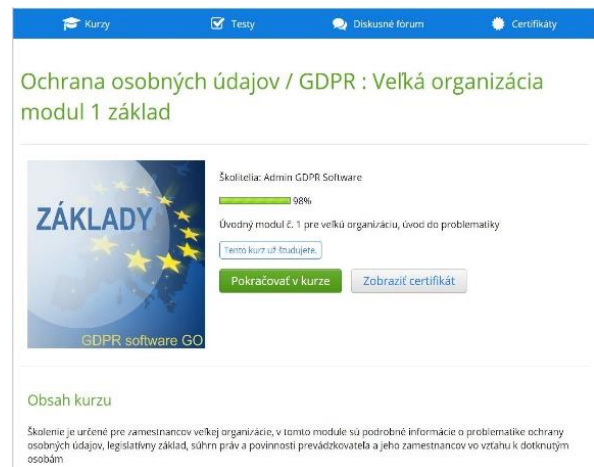 Kurzy
Testy
Diskusné fórum
Certifikáty
Ochrana osobných údajov / GDPR : Veľká organizácia
modul 1 základ
ZÁKLADY
GDPR software GO
Školitelia: Admin GDPR Software
98%
Úvodný modul č. 1 pre veľkú organizáciu, úvod do problematiky
Tento kurz už študujete.
Pokračovať v kurze
Zobraziť certifikát
Obsah kurzu
Školenie je určené pre zamestnancov veľkej organizácie, v tomto module sú podrobné informácie o problematike ochrany
osobných údajov, legislatívny základ, súhrn práv a povinností prevádzkovateľa a jeho zamestnancov vo vzťahu k dotknutým
osobám